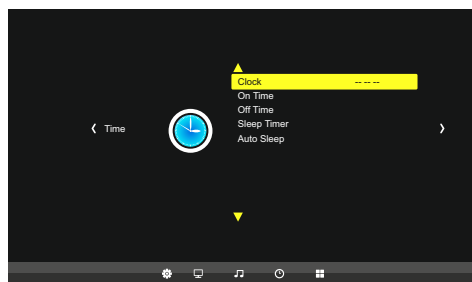 Clock -- -- --
On Time
Off Time
Time
Sleep Timer
Auto Sleep